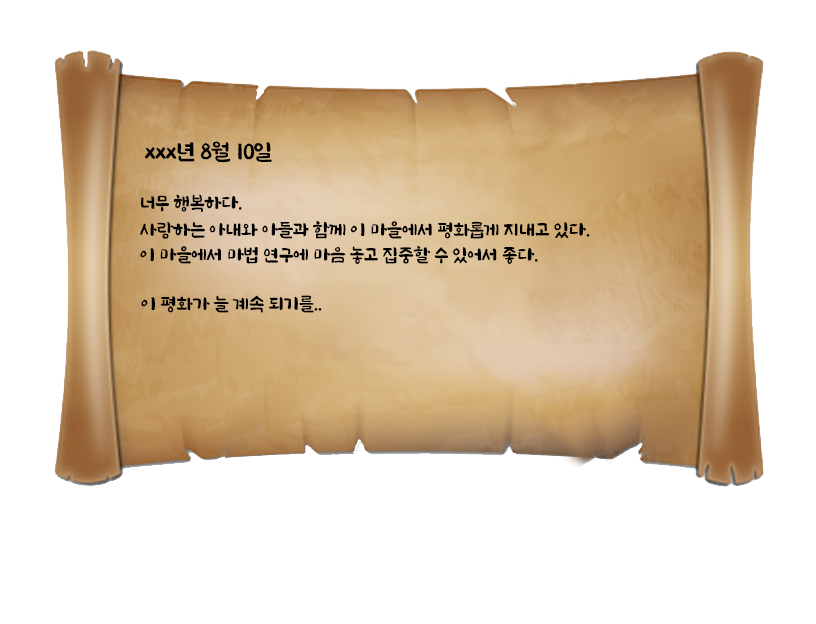 xxx년 8월 10일
너무 행복하다.
사랑하는 아내와 아들과 함께 이 마을에서 평화롭게 지내고 있다.
이 마을에서 마법 연구에 마음 놓고 집중할 수 있어서 좋다.
이 평화가 늘 계속 되기를..